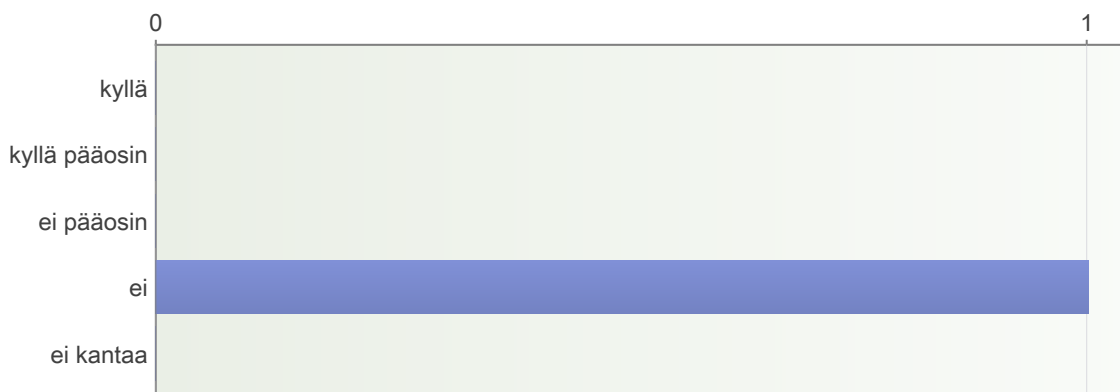 0 1
kyllä
kyllä pääosin
ei pääosin
ei
ei kantaa